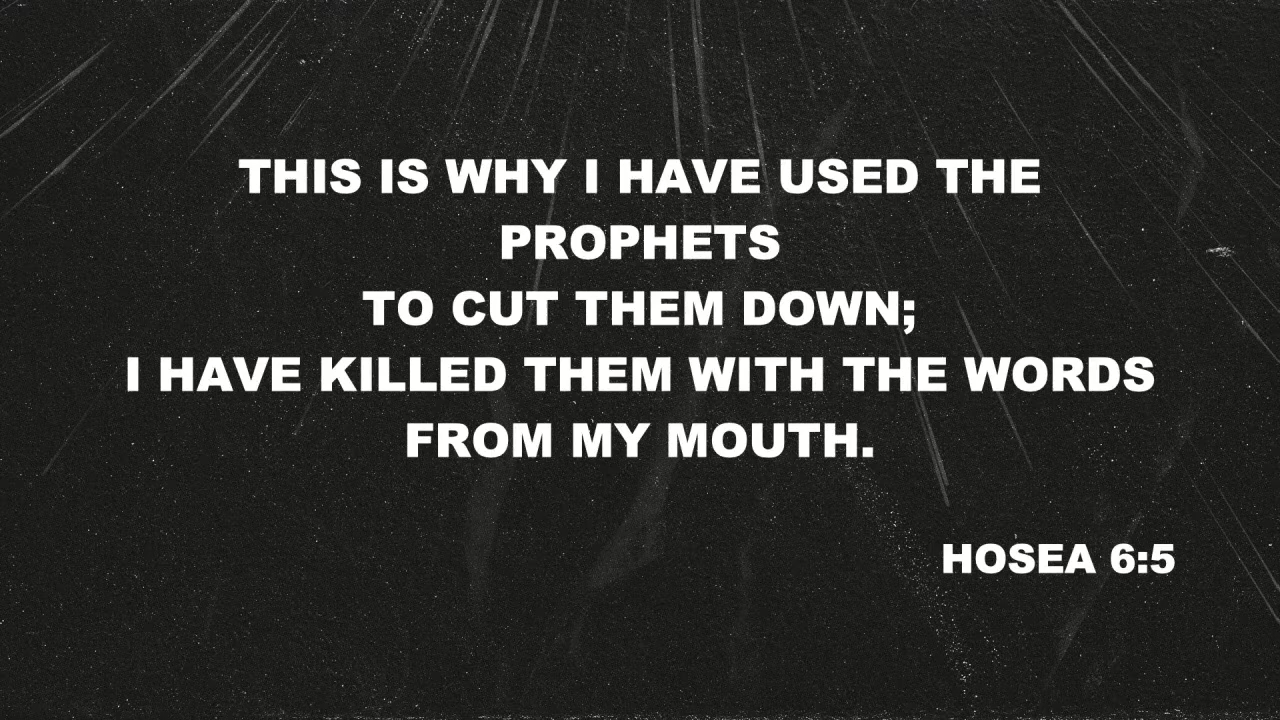 THIS IS WHY I HAVE USED THE
PROPHETS
TO CUT THEM DOWN;
I HAVE KILLED THEM WITH THE WORDS
FROM MY MOUTH.
HOSEA 6:5